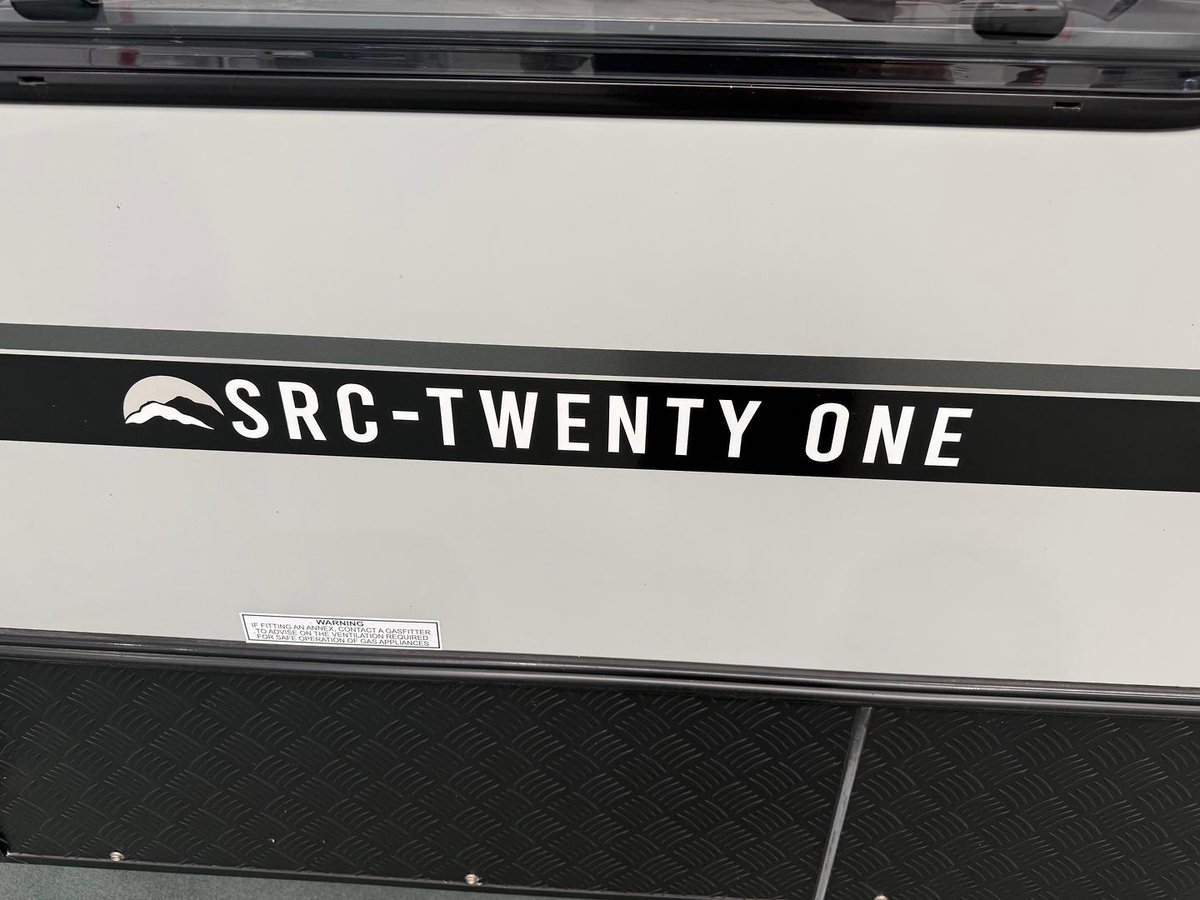 SRC-TWENTY ONE
WARNING
IF FITTING AN ANNEX, CONTACT A GASFITTER
TO ADVISE ON THE VENTILATION REQUIRED
FOR SAFE OPERATION OF GAS APPLIANCES